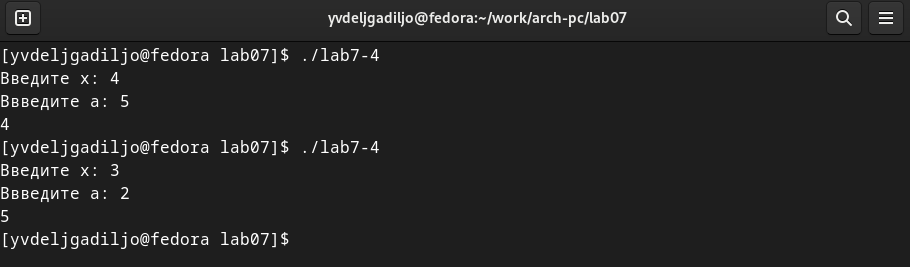 yvdeljgadiljo@fedora:~/work/arch-pc/lab07
[yvdeljgadiljo@fedora lab07]$ ./lab7-4
Введите x: 4
Ввведите a: 5
4
[yvdeljgadiljo@fedora lab07]$ ./lab7-4
Введите x: 3
Ввведите a: 2
5
[yvdeljgadiljo@fedora lab07]$